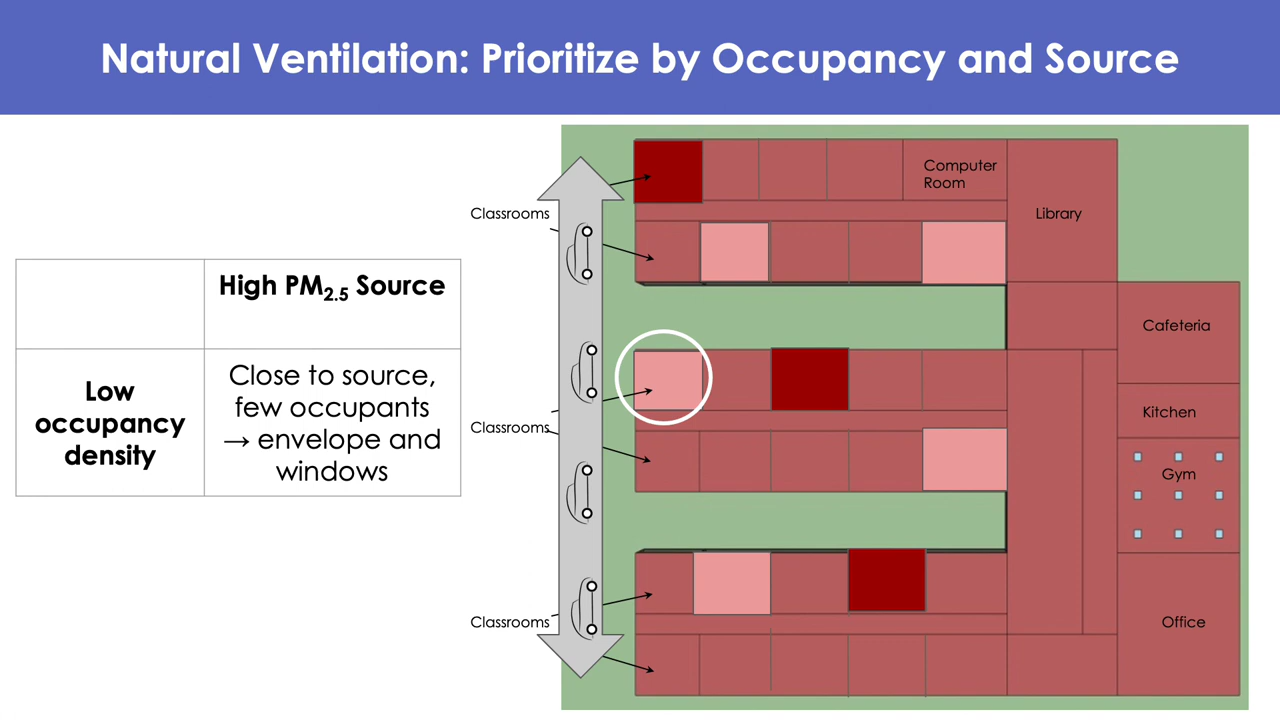 Natural Ventilation: Prioritize by Occupancy and Source
High PM2.5 Source
Low
occupancy
density
Close to source,
few occupants
→ envelope and
windows
Classrooms
Classrooms
Classrooms
Computer
Room
Library
Cafeteria
Kitchen
Gym
Office